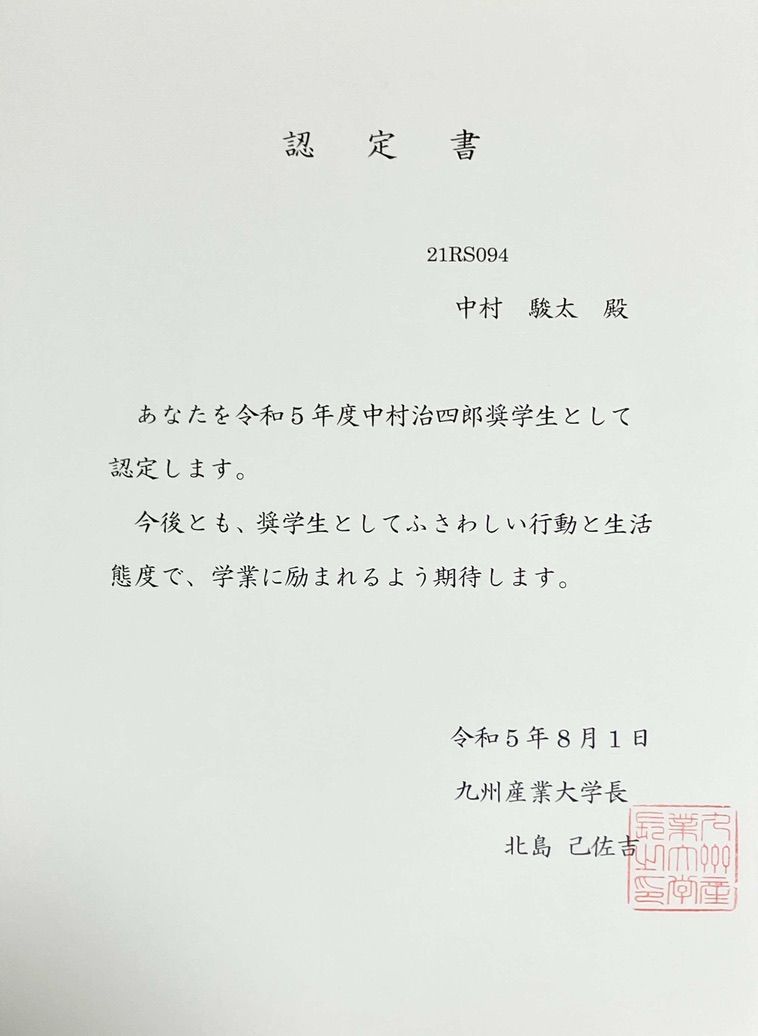 認定書
21RS094
中村　駿太　殿
あなたを令和５年度中村治四郎奨学生として
認定します。
今後とも、奨学生としてふさわしい行動と生活
態度で、学業に励まれるよう期待します。
令和５年８月１日
九州産業大学長
北島 己佐吉
九州産
業大学
長之印